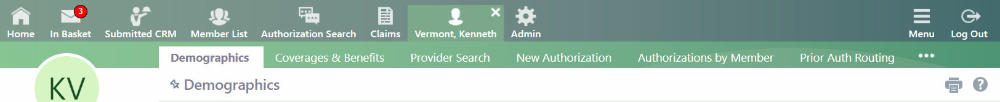 3
Home In Basket Submitted CRM Member List Authorization Search Claims Vermont, Kenneth Admin Menu Log Out
Demographics Coverages & Benefits Provider Search New Authorization Authorizations by Member Prior Auth Routing
KV
Demographics
?